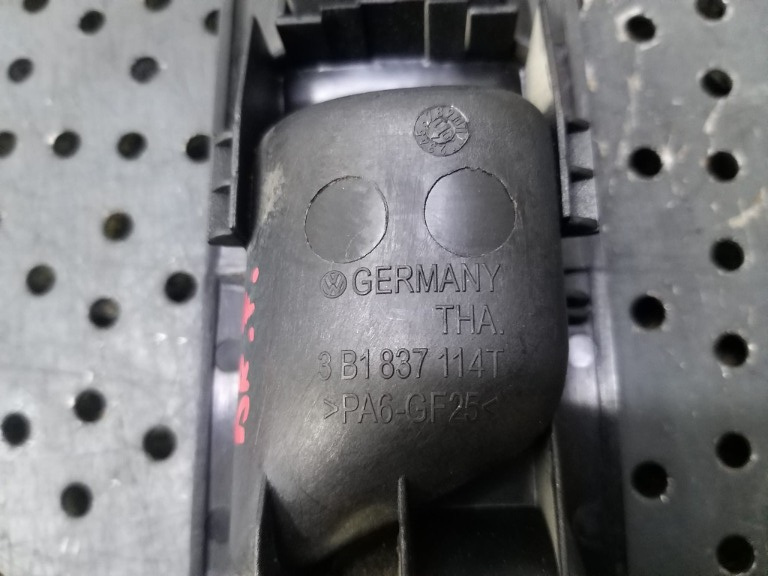 GERMANY
THA.
3 B1 837 114T
>PA6-GF25<